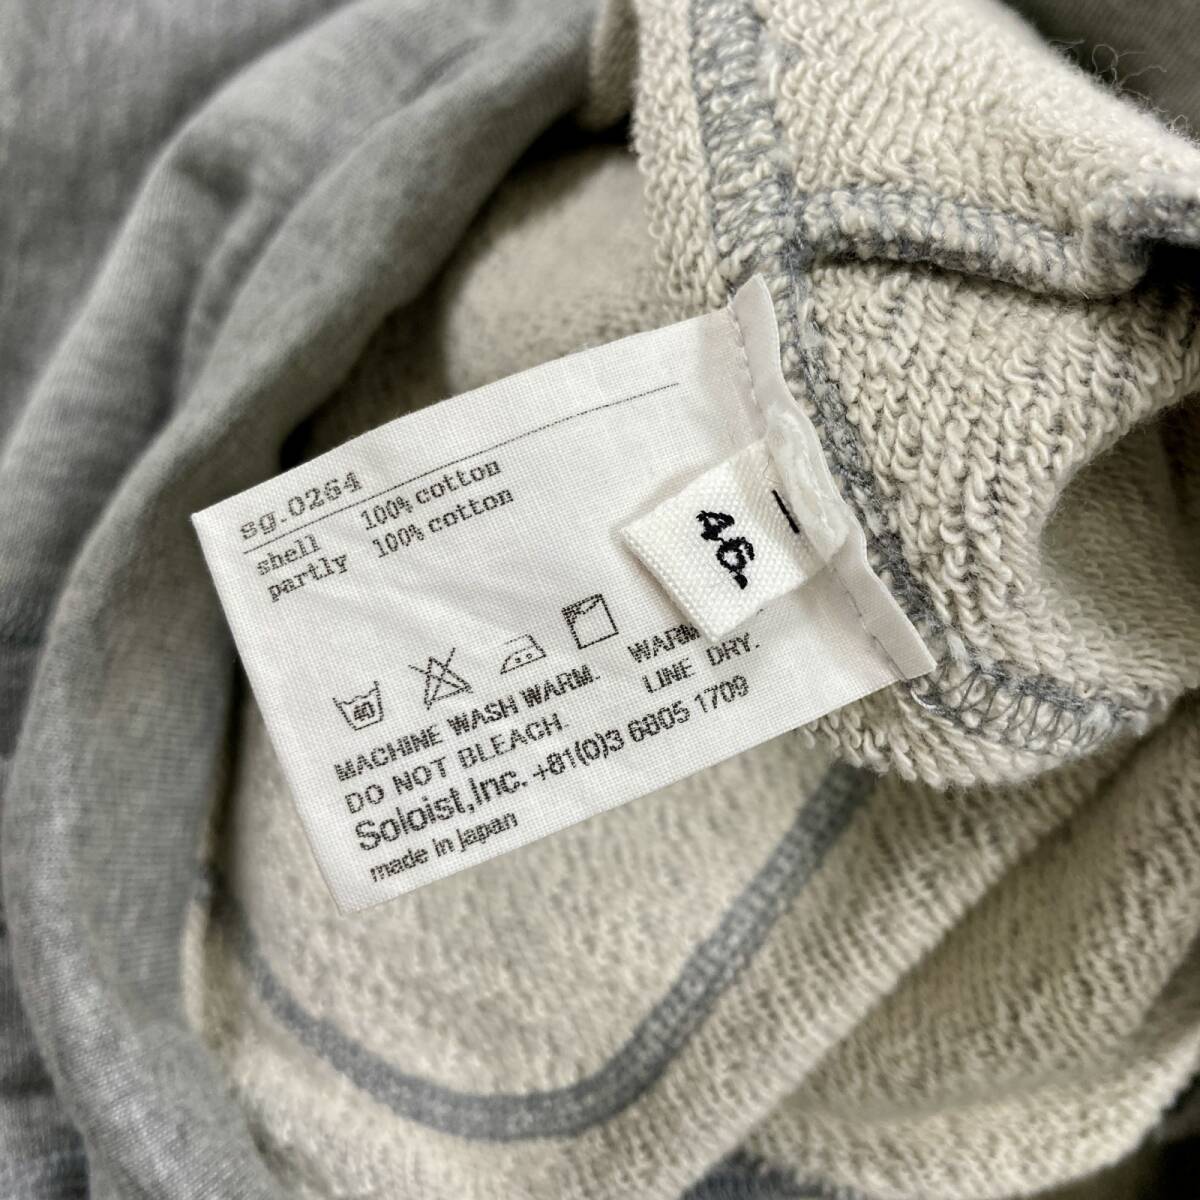 sg.0264
shell 100% cotton
partly 100% cotton
46.
40
MACHINE WASH WARM.
DO NOT BLEACH. LINE DRY.
Soloist,Inc. +81(0)3 6805 1709
made in japan